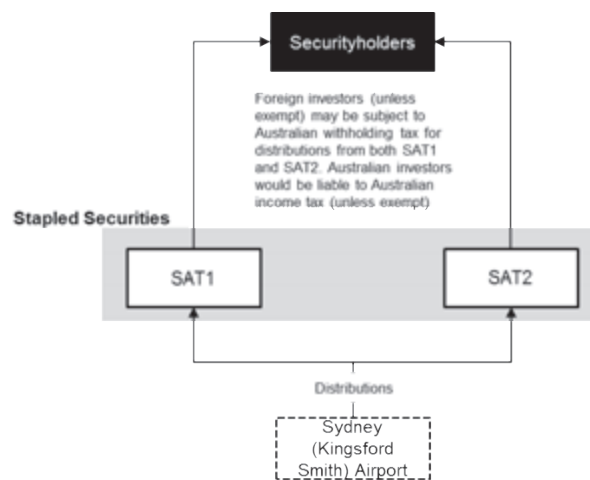 Securityholders
Foreign investors (unless
exempt) may be subject to
Australian withholding tax for
distributions from both SAT1
and SAT2. Australian investors
would be liable to Australian
income tax (unless exempt)
Stapled Securities
SAT1
SAT2
Distributions
Sydney
(Kingsford
Smith) Airport